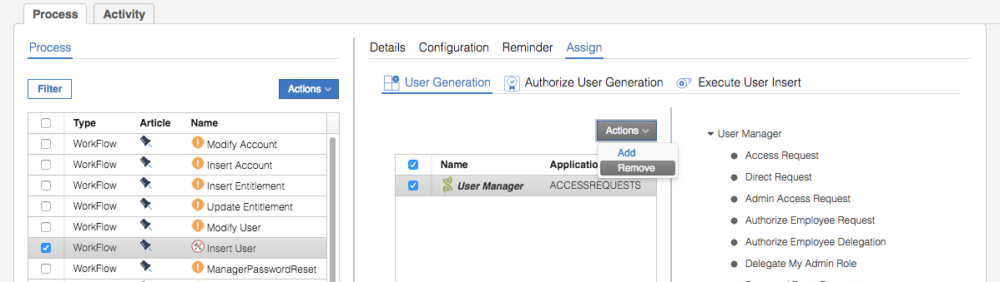 Process Activity
Process
Filter Actions
Type Article Name
WorkFlow Modify Account
WorkFlow Insert Account
WorkFlow Insert Entitlement
WorkFlow Update Entitlement
WorkFlow Modify User
WorkFlow Insert User
WorkFlow ManagerPasswordReset
Details Configuration Reminder Assign
User Generation Authorize User Generation Execute User Insert
Actions
Add
Remove
Name
User Manager ACCESSREQUESTS
User Manager
Access Request
Direct Request
Admin Access Request
Authorize Employee Request
Authorize Employee Delegation
Delegate My Admin Role